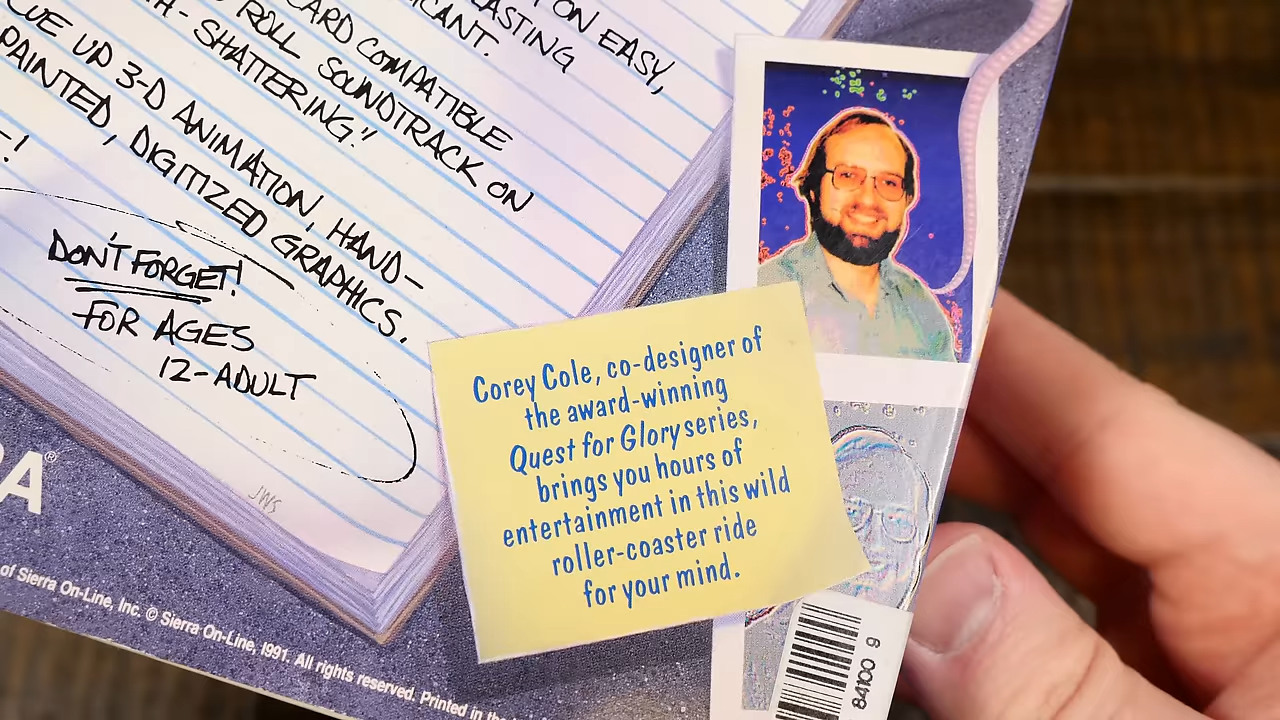 ON EASY,
LASTING
CARD COMPATIBLE
ROLL SOUNDTRACK ON
-SHATTERING"!
CUE UP 3-D ANIMATION, HAND-
PAINTED, DIGITIZED GRAPHICS.
DON'T FORGET!
FOR AGES
12-ADULT
JWS
Corey Cole, co-designer of
the award-winning
Quest for Glory series,
brings you hours of
entertainment in this wild
roller-coaster ride
for your mind.
of Sierra On-Line, Inc. © Sierra On-Line, 1991. All rights reserved. Printed in the
84100 9